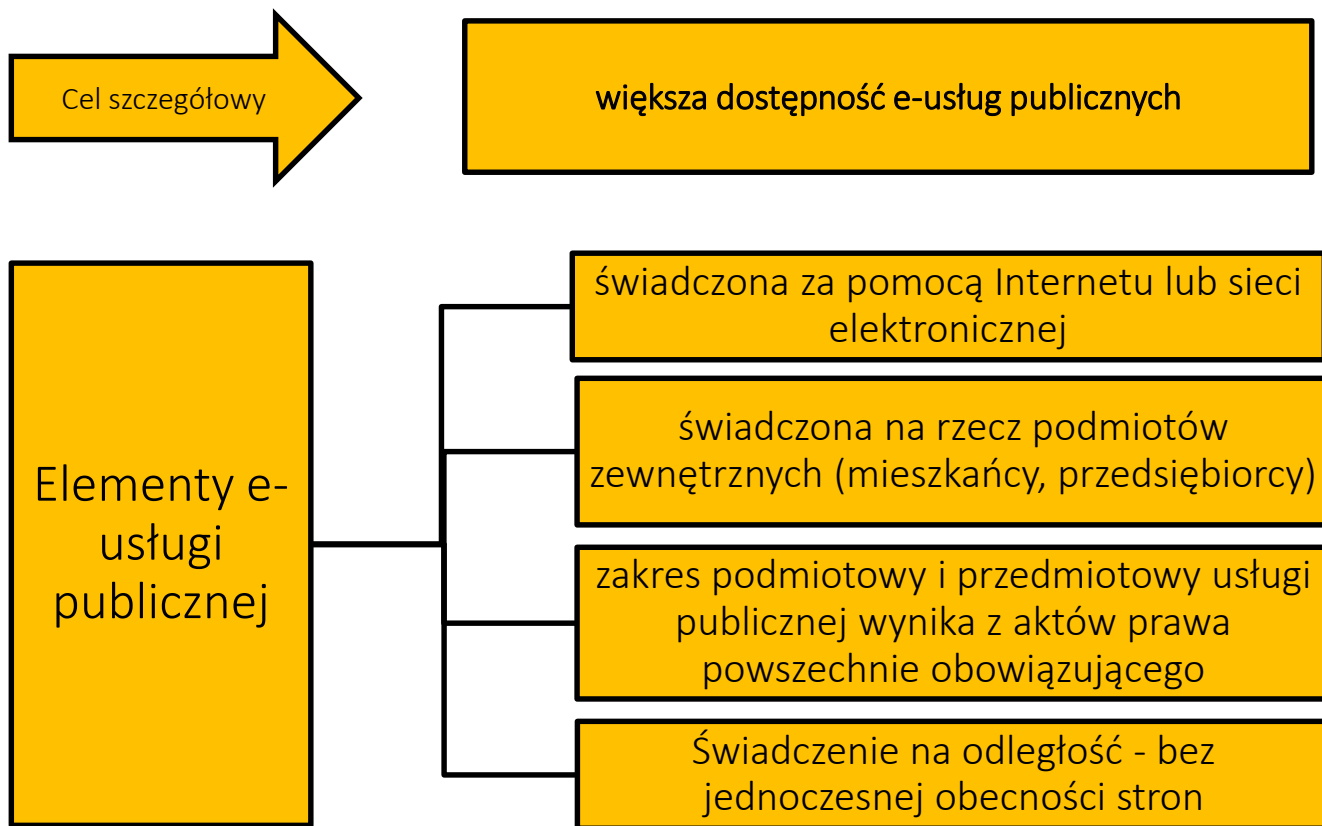 Cel szczegółowy
większa dostępność e-usług publicznych
Elementy e-
usługi
publicznej
świadczona za pomocą Internetu lub sieci
elektronicznej
świadczona na rzecz podmiotów
zewnętrznych (mieszkańcy, przedsiębiorcy)
zakres podmiotowy i przedmiotowy usługi
publicznej wynika z aktów prawa
powszechnie obowiązującego
Świadczenie na odległość - bez
jednoczesnej obecności stron